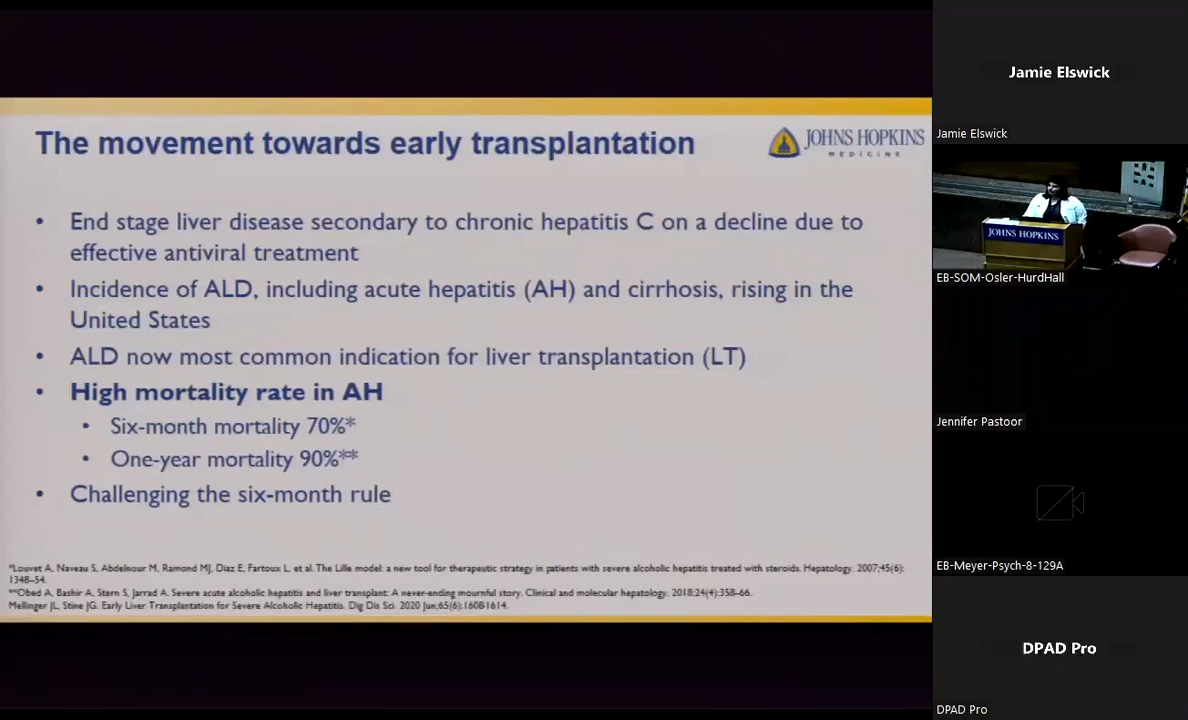 The movement towards early transplantation
JOHNS HOPKINS
MEDICINE
• End stage liver disease secondary to chronic hepatitis C on a decline due to
effective antiviral treatment
• Incidence of ALD, including acute hepatitis (AH) and cirrhosis, rising in the
United States
• ALD now most common indication for liver transplantation (LT)
• High mortality rate in AH
• Six-month mortality 70%*
• One-year mortality 90%**
• Challenging the six-month rule
*Louvet A, Naveau S, Abdelnour M, Ramond MJ, Diaz E, Fartoux L, et al. The Lille model: a new tool for therapeutic strategy in patients with severe alcoholic hepatitis treated with steroids. Hepatology. 2007;45(6):
1348–54.
**Obed A, Bashir A, Stern S, Jarrad A. Severe acute alcoholic hepatitis and liver transplant: A never-ending mournful story. Clinical and molecular hepatology. 2018;24(4):358–66.
Mellinger JL, Stine JG. Early Liver Transplantation for Severe Alcoholic Hepatitis. Dig Dis Sci. 2020 Jun;65(6):1608-1614.
Jamie Elswick
Jamie Elswick
JOHNS HOPKINS
EB-SOM-Osler-HurdHall
Jennifer Pastoor
EB-Meyer-Psych-8-129A
DPAD Pro
DPAD Pro